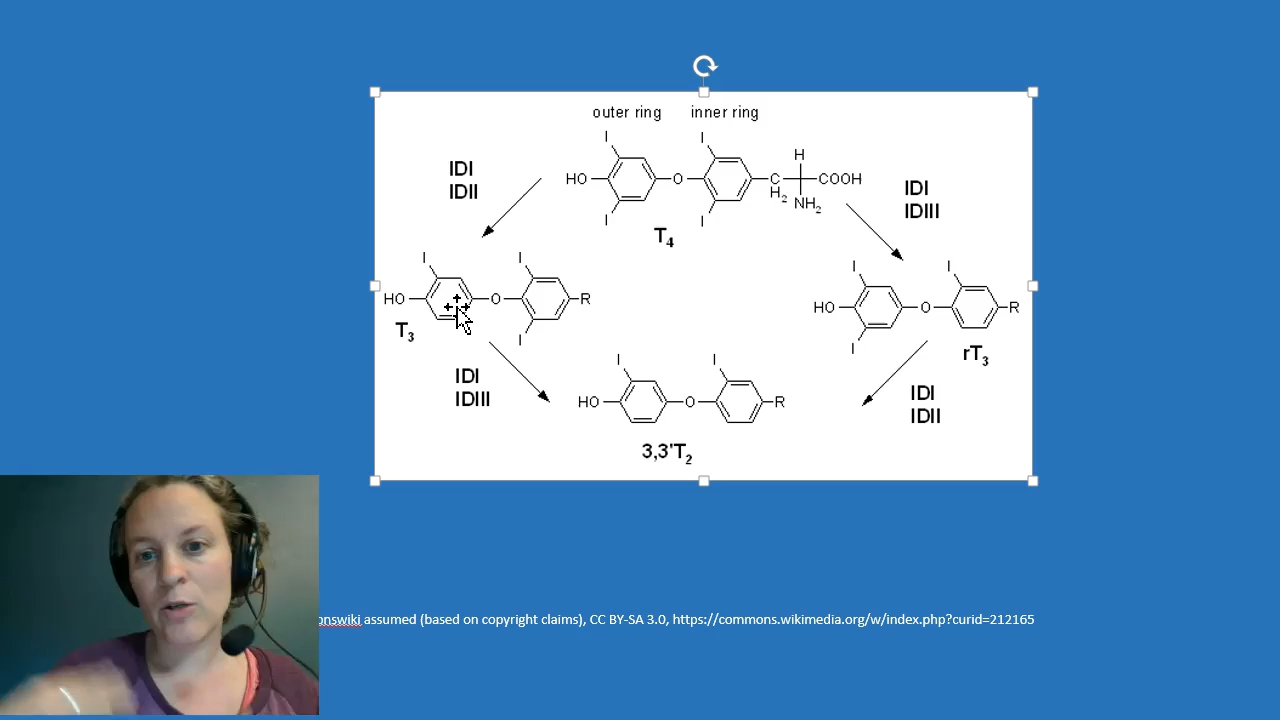 outer ring inner ring
I I
H
HO O C COOH
H2 NH2
I I
T4
IDI
IDII
IDI
IDIII
I I
HO O R
I
T3
I I
HO O R
I
rT3
IDI
IDIII
I I
HO O R
3,3'T2
IDI
IDII
onswiki assumed (based on copyright claims), CC BY-SA 3.0, https://commons.wikimedia.org/w/index.php?curid=212165